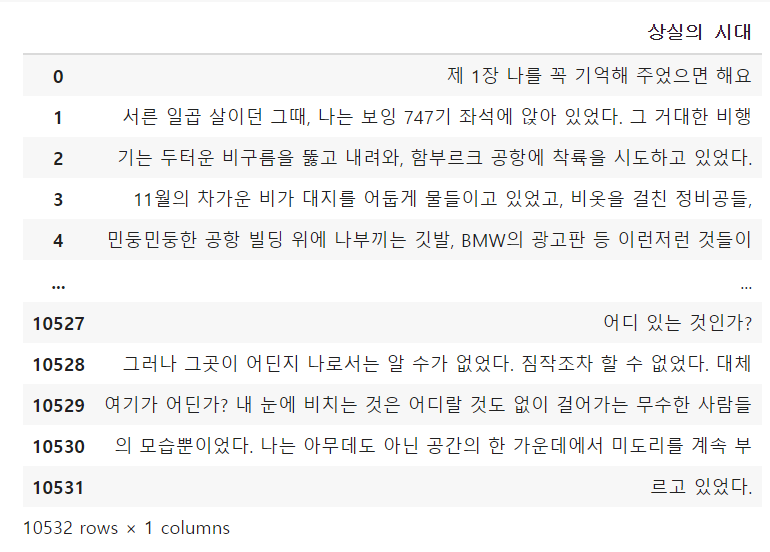 상실의 시대
0 제 1장 나를 꼭 기억해 주었으면 해요
1 서른 일곱 살이던 그때, 나는 보잉 747기 좌석에 앉아 있었다. 그 거대한 비행
2 기는 두터운 비구름을 뚫고 내려와, 함부르크 공항에 착륙을 시도하고 있었다.
3 11월의 차가운 비가 대지를 어둡게 물들이고 있었고, 비옷을 걸친 정비공들,
4 민둥민둥한 공항 빌딩 위에 나부끼는 깃발, BMW의 광고판 등 이런저런 것들이
... ...
10527 어디 있는 것인가?
10528 그러나 그곳이 어딘지 나로서는 알 수가 없었다. 짐작조차 할 수 없었다. 대체
10529 여기가 어딘가? 내 눈에 비치는 것은 어디랄 것도 없이 걸어가는 무수한 사람들
10530 의 모습뿐이었다. 나는 아무데도 아닌 공간의 한 가운데에서 미도리를 계속 부
10531 르고 있었다.
10532 rows × 1 columns